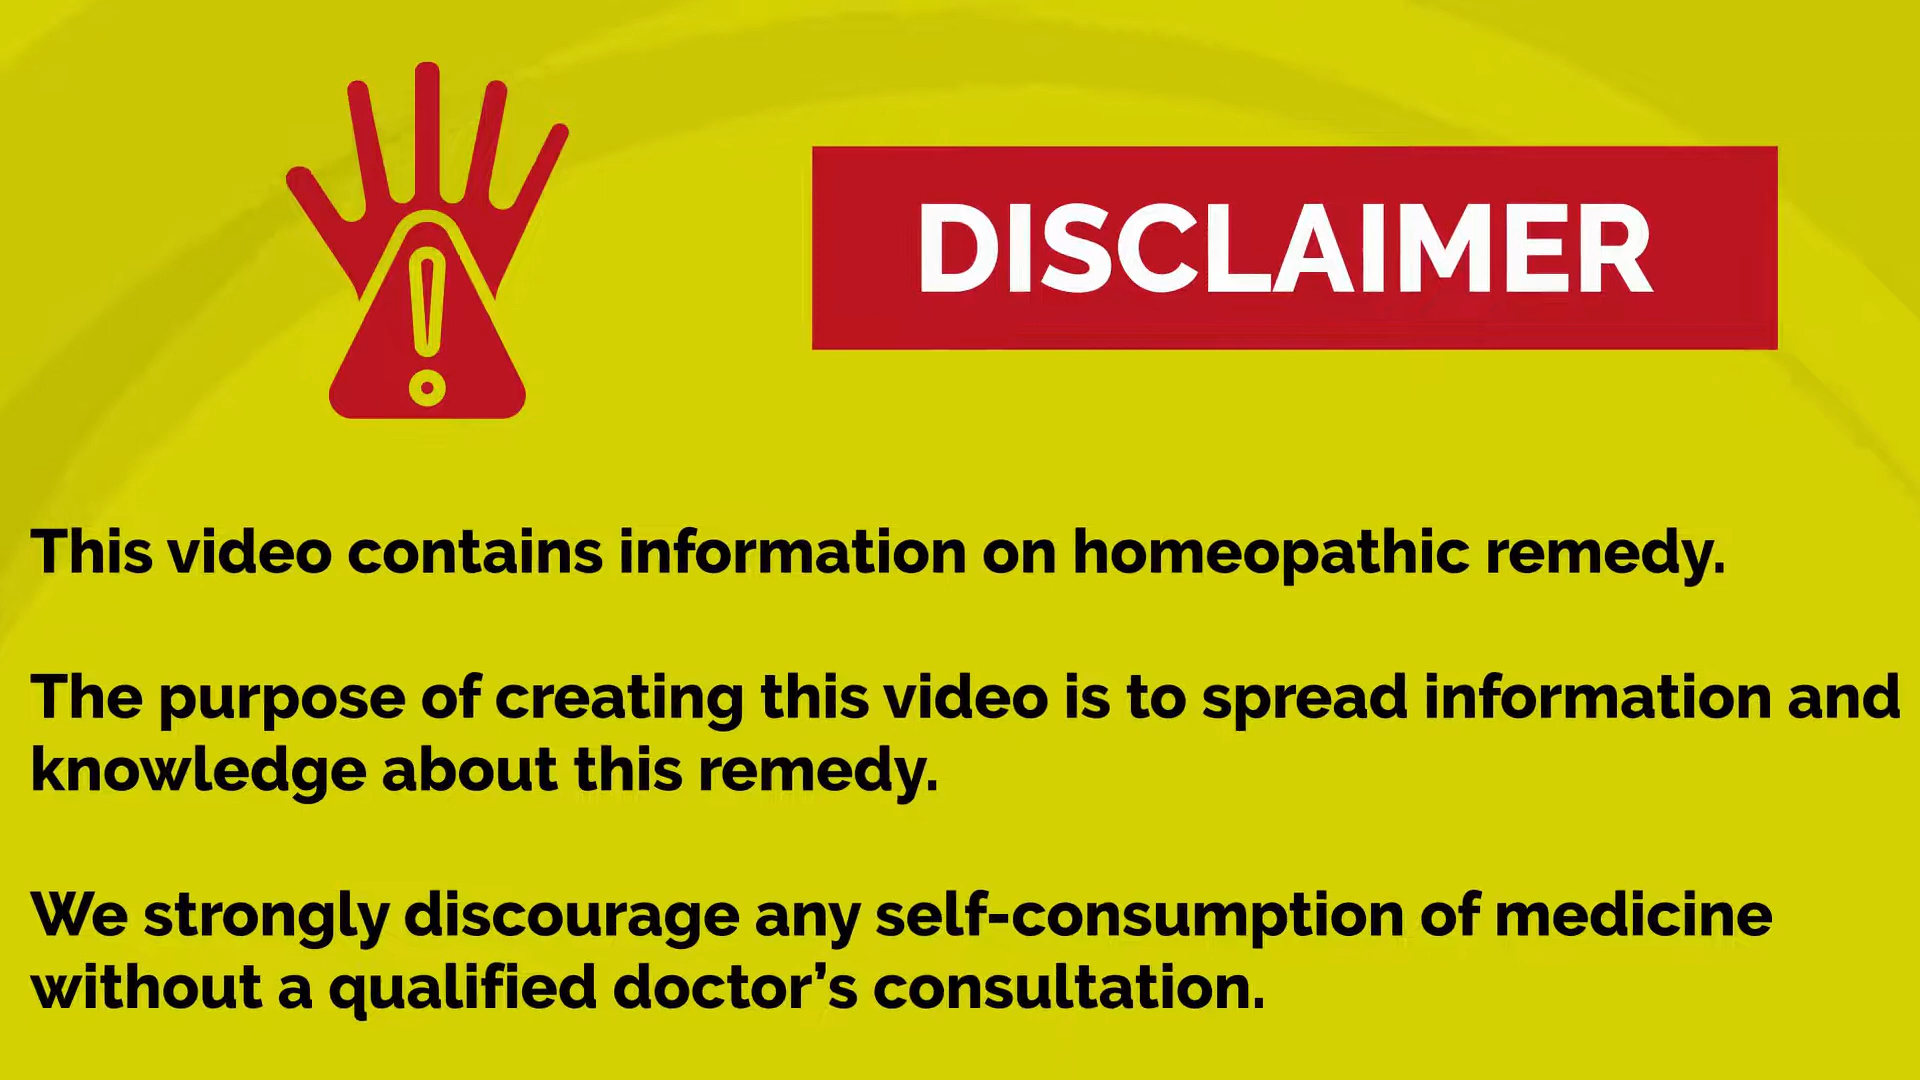 DISCLAIMER
This video contains information on homeopathic remedy.
The purpose of creating this video is to spread information and
knowledge about this remedy.
We strongly discourage any self-consumption of medicine
without a qualified doctor’s consultation.